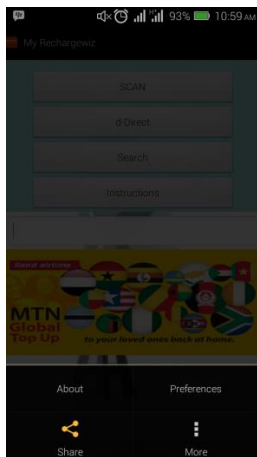 93% 10:59 AM
My Rechargewiz
SCAN
d-Direct
Search
Instructions
Send airtime
MTN
Global
Top Up
to your loved ones back at home.
About Preferences
Share More